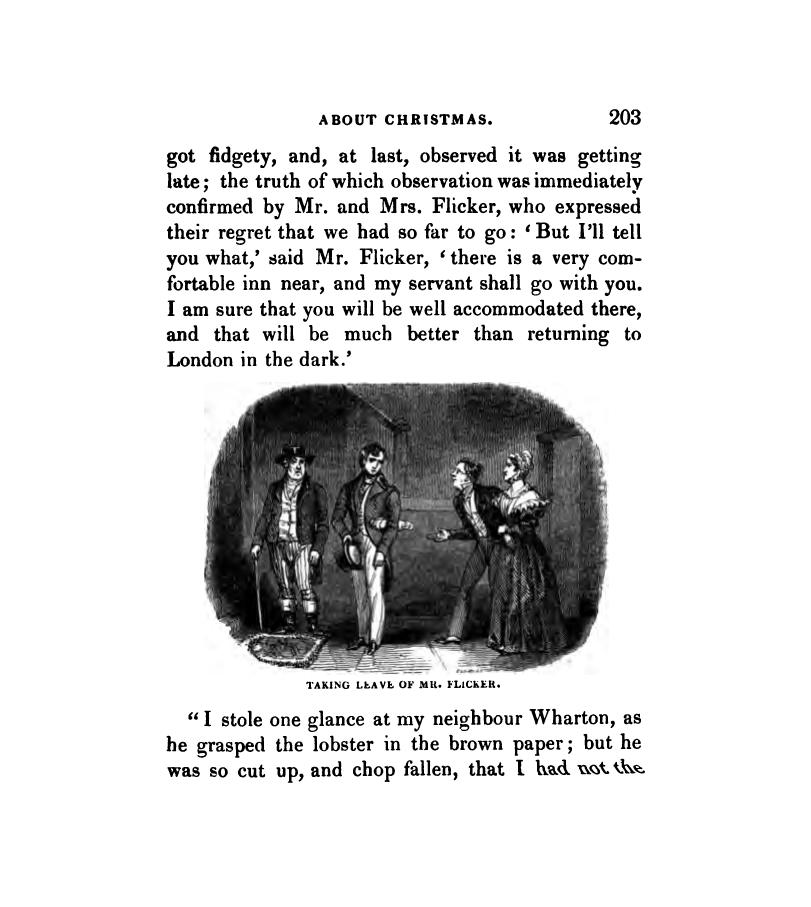 ABOUT CHRISTMAS. 203
got fidgety, and, at last, observed it was getting
late; the truth of which observation was immediately
confirmed by Mr. and Mrs. Flicker, who expressed
their regret that we had so far to go: ‘But I’ll tell
you what,’ said Mr. Flicker, ‘there is a very com-
fortable inn near, and my servant shall go with you.
I am sure that you will be well accommodated there,
and that will be much better than returning to
London in the dark.’
TAKING LEAVE OF MR. FLICKER.
“I stole one glance at my neighbour Wharton, as
he grasped the lobster in the brown paper; but he
was so cut up, and chop fallen, that I had not the